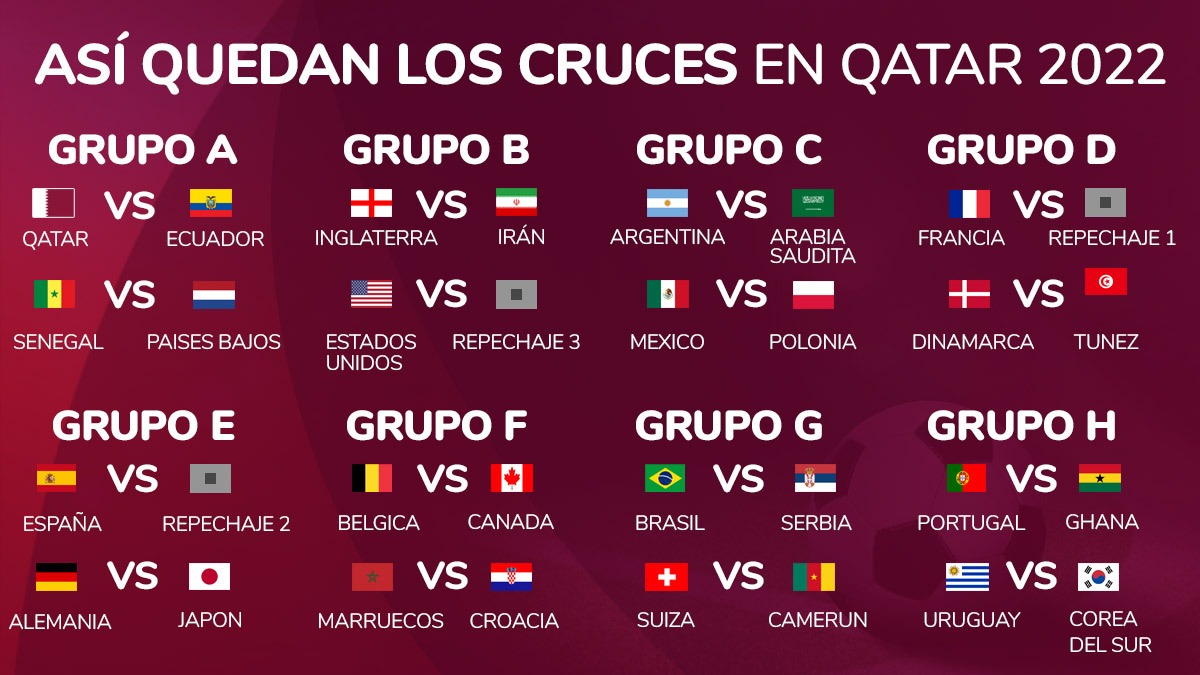 ASÍ QUEDAN LOS CRUCES EN QATAR 2022
GRUPO A
VS
QATAR
ECUADOR
VS
SENEGAL
PAISES BAJOS
GRUPO B
VS
INGLATERRA
IRÁN
VS
ESTADOS
UNIDOS
REPECHAJE 3
GRUPO C
VS
ARGENTINA
ARABIA
SAUDITA
VS
MEXICO
POLONIA
GRUPO D
VS
FRANCIA
REPECHAJE 1
VS
DINAMARCA
TUNEZ
GRUPO E
VS
ESPAÑA
REPECHAJE 2
VS
ALEMANIA
JAPON
GRUPO F
VS
BELGICA
CANADA
VS
MARRUECOS
CROACIA
GRUPO G
VS
BRASIL
SERBIA
VS
SUIZA
CAMERUN
GRUPO H
VS
PORTUGAL
GHANA
VS
URUGUAY
COREA
DEL SUR